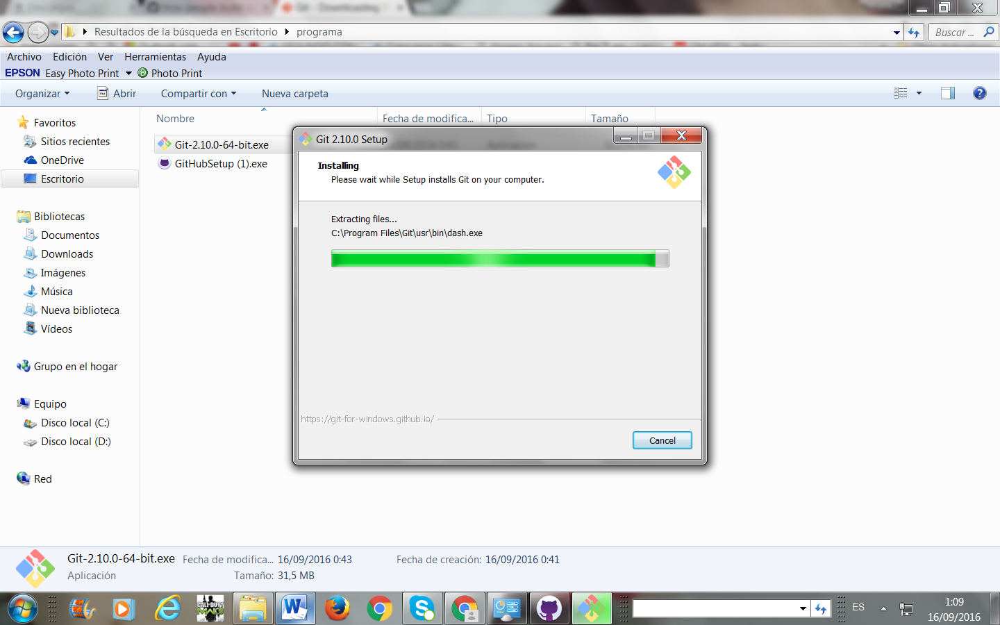 Git - Downloading
Resultados de la búsqueda en Escritorio programa
Buscar ...
Archivo Edición Ver Herramientas Ayuda
EPSON Easy Photo Print Photo Print
Organizar Abrir Compartir con Nueva carpeta
Nombre Fecha de modifica... Tipo Tamaño
Favoritos
Sitios recientes
OneDrive
Escritorio
Bibliotecas
Documentos
Downloads
Imágenes
Música
Nueva biblioteca
Vídeos
Grupo en el hogar
Equipo
Disco local (C:)
Disco local (D:)
Red
Git-2.10.0-64-bit.exe
GitHubSetup (1).exe
Git 2.10.0 Setup
Installing
Please wait while Setup installs Git on your computer.
Extracting files...
C:\Program Files\Git\usr\bin\dash.exe
https://git-for-windows.github.io/
Cancel
Git-2.10.0-64-bit.exe Fecha de modifica... 16/09/2016 0:43 Fecha de creación: 16/09/2016 0:41
Aplicación Tamaño: 31,5 MB
CALL OF DUTY
MW3
ES
1:09
16/09/2016